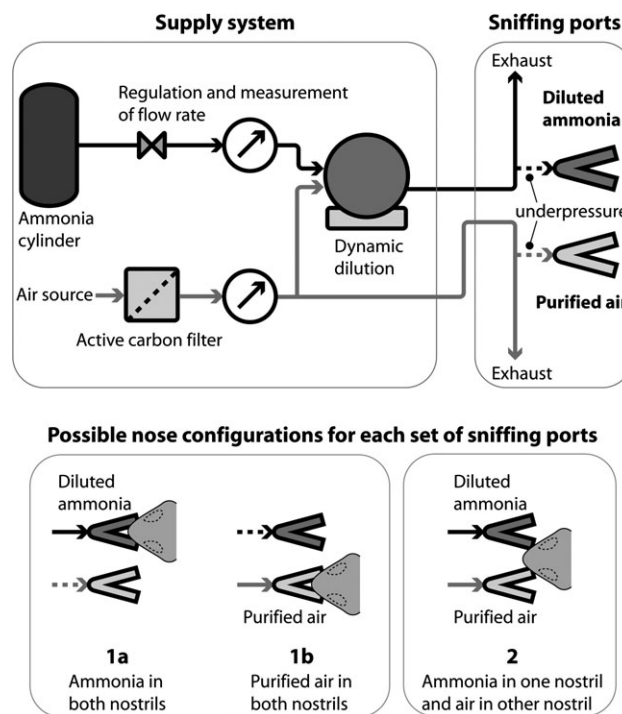 Supply system
Sniffing ports
Exhaust
Regulation and measurement
of flow rate
Diluted
ammonia
Ammonia
cylinder
underpressure
Dynamic
dilution
Air source
Purified air
Active carbon filter
Exhaust
Possible nose configurations for each set of sniffing ports
Diluted
ammonia
Diluted
ammonia
Purified air
Purified air
1a
1b
2
Ammonia in
both nostrils
Purified air in
both nostrils
Ammonia in one nostril
and air in other nostril